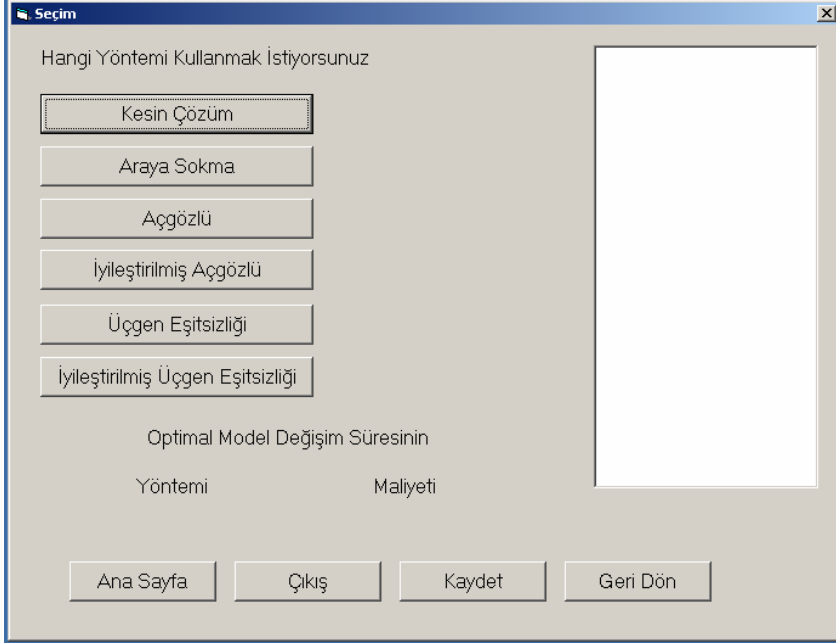 Seçim
Hangi Yöntemi Kullanmak İstiyorsunuz
Kesin Çözüm
Araya Sokma
Açgözlü
İyileştirilmiş Açgözlü
Üçgen Eşitsizliği
İyileştirilmiş Üçgen Eşitsizliği
Optimal Model Değişim Süresinin
Yöntemi Maliyeti
Ana Sayfa Çıkış Kaydet Geri Dön